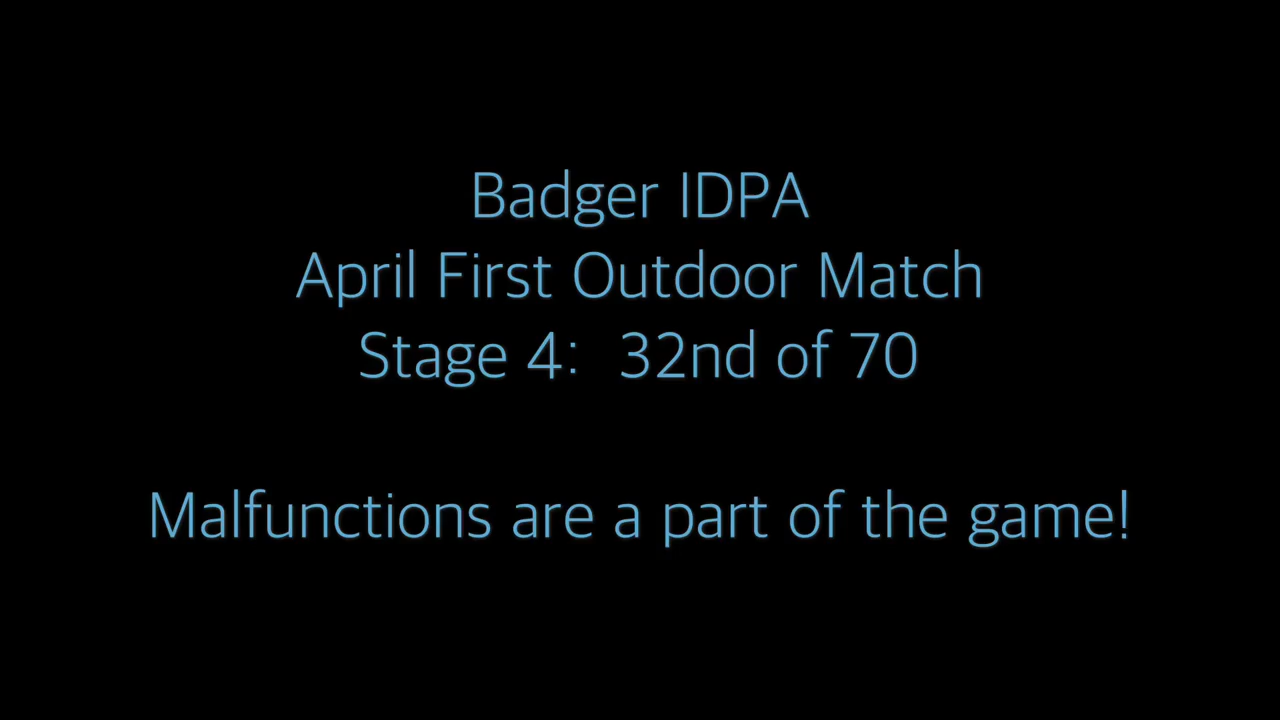 Badger IDPA
April First Outdoor Match
Stage 4:  32nd of 70
Malfunctions are a part of the game!